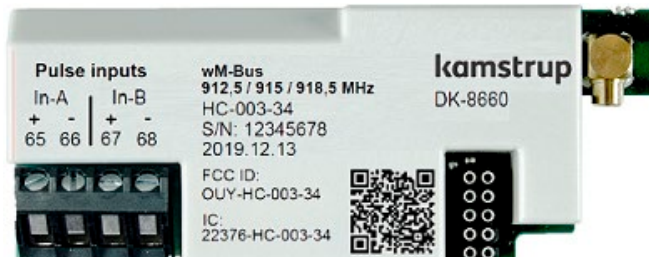 Pulse inputs
In-A In-B
+ - + -
65 66 67 68
wM-Bus
912,5 / 915 / 918,5 MHz
HC-003-34
S/N: 12345678
2019.12.13
FCC ID:
OUY-HC-003-34
IC:
22376-HC-003-34
kamstrup
DK-8660